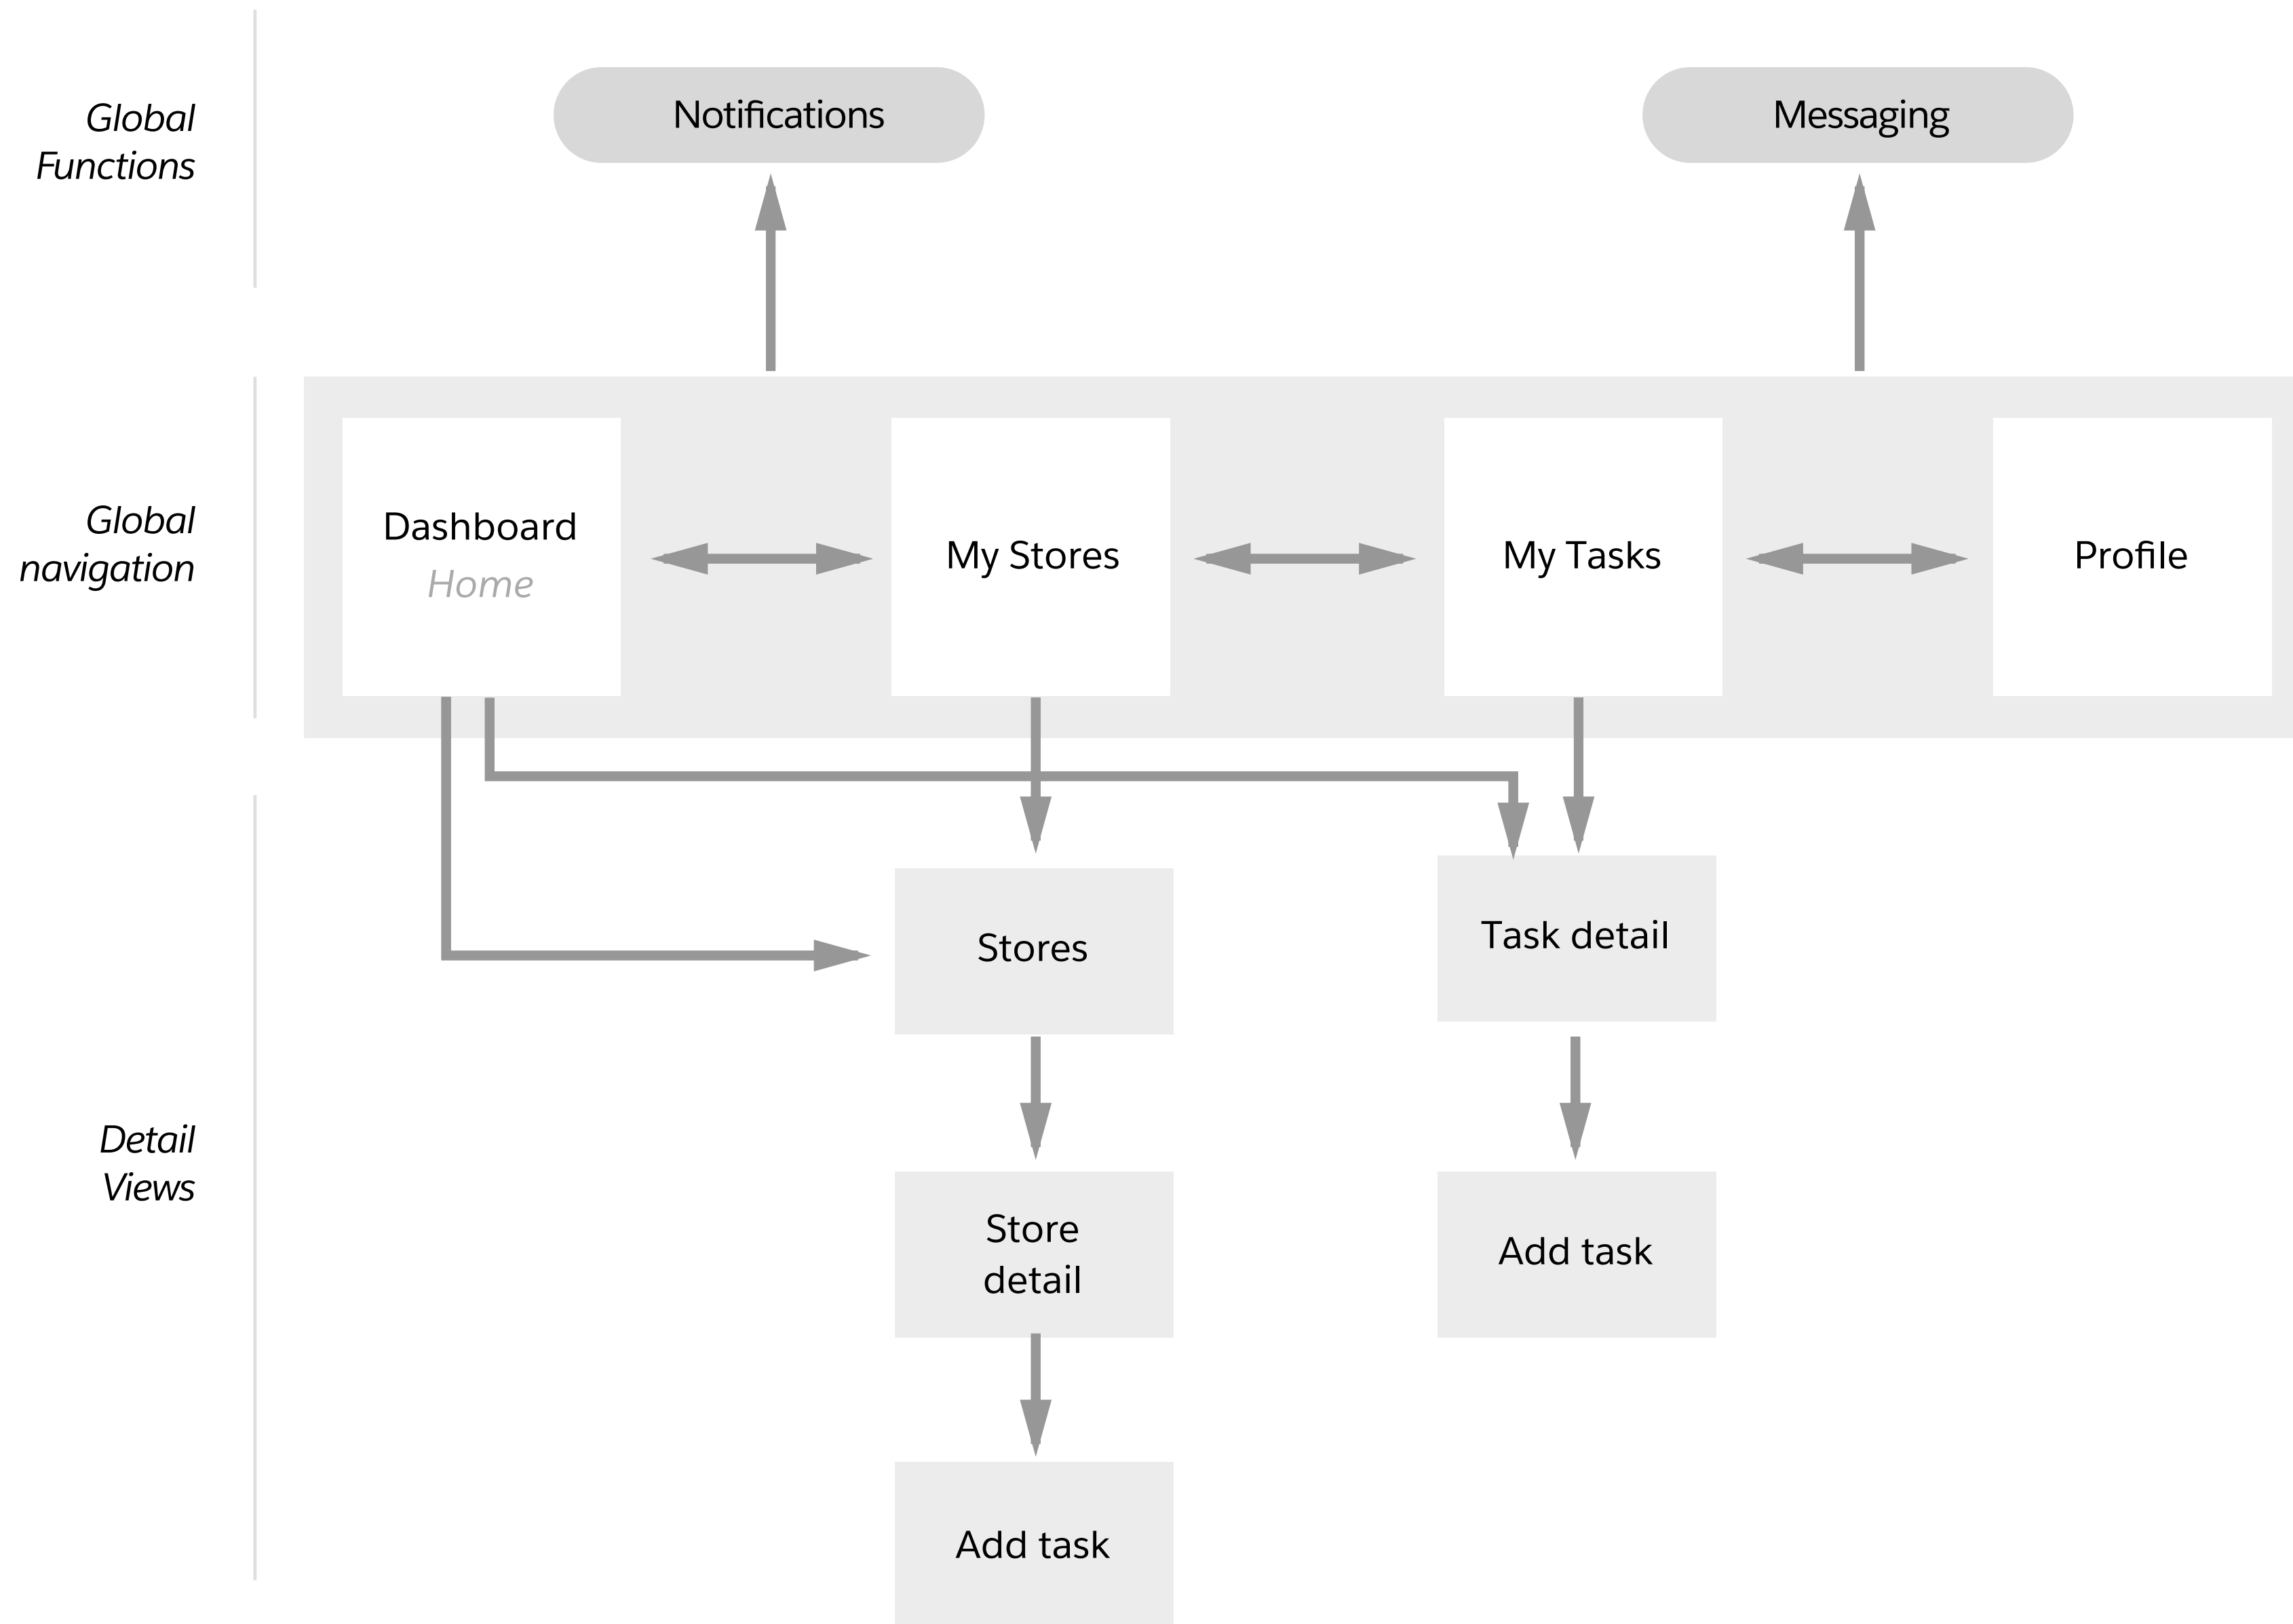 Global
Functions
Notifications
Messaging
Global
navigation
Dashboard
Home
My Stores
My Tasks
Profile
Detail
Views
Stores
Task detail
Store
detail
Add task
Add task